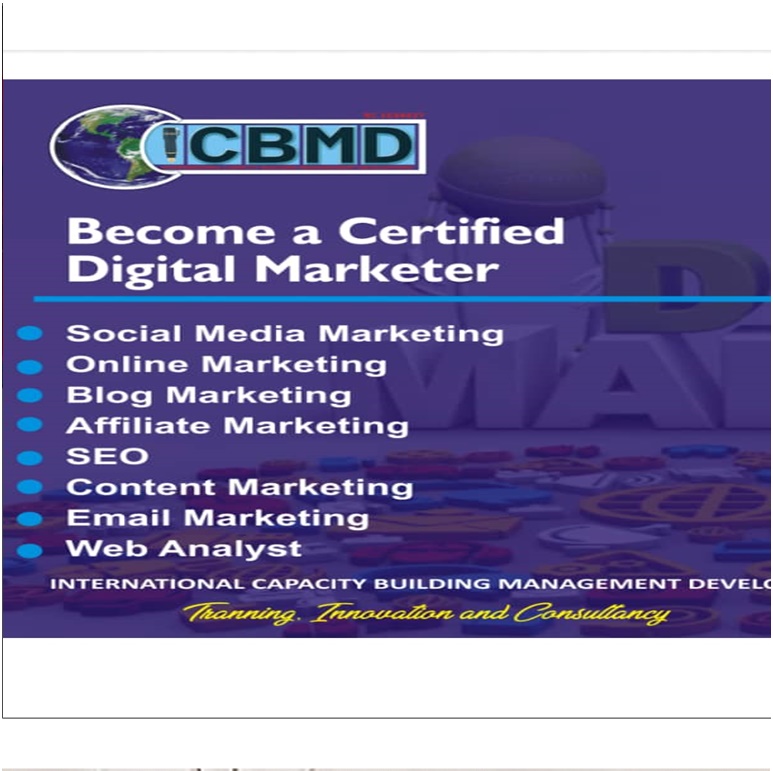 iCBMD
Become a Certified
Digital Marketer
Social Media Marketing
Online Marketing
Blog Marketing
Affiliate Marketing
SEO
Content Marketing
Email Marketing
Web Analyst
INTERNATIONAL CAPACITY BUILDING MANAGEMENT DEVELO
Tranning, Innovation and Consultancy
D
MA